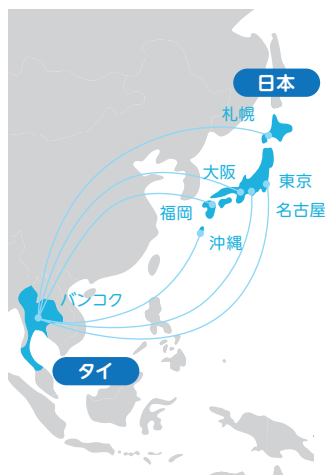 日本
札幌
大阪
東京
福岡
名古屋
沖縄
バンコク
タイ